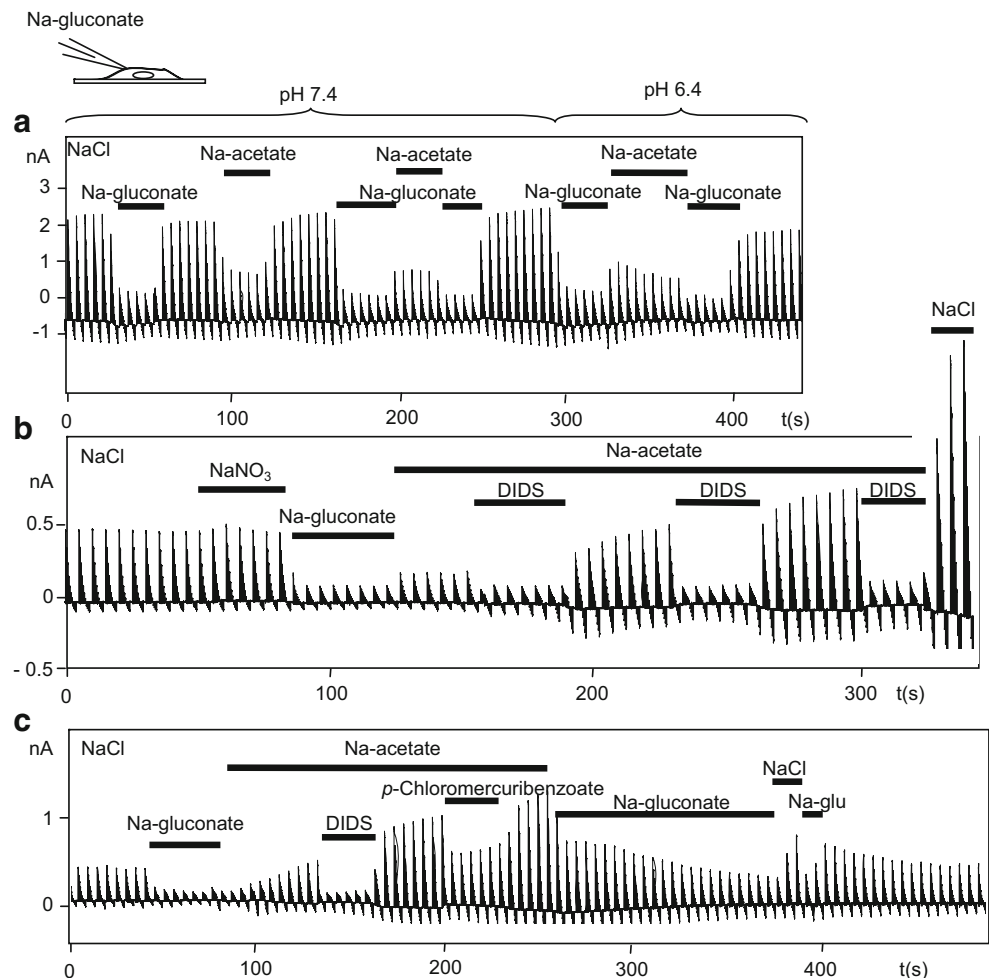 Na-gluconate
pH 7.4
pH 6.4
a
nA
NaCl
Na-acetate
Na-acetate
Na-acetate
Na-gluconate
Na-gluconate
Na-gluconate
Na-gluconate
3
2
1
0
-1
NaCl
0
100
200
300
400
t(s)
b
NaCl
Na-acetate
nA
NaNO3
DIDS
DIDS
DIDS
Na-gluconate
0.5
0
- 0.5
0
100
200
300
t(s)
c
nA
NaCl
Na-acetate
NaCl
p-Chloromercuribenzoate
Na-gluconate
DIDS
Na-gluconate
Na-glu
1
0
0
100
200
300
400
t(s)